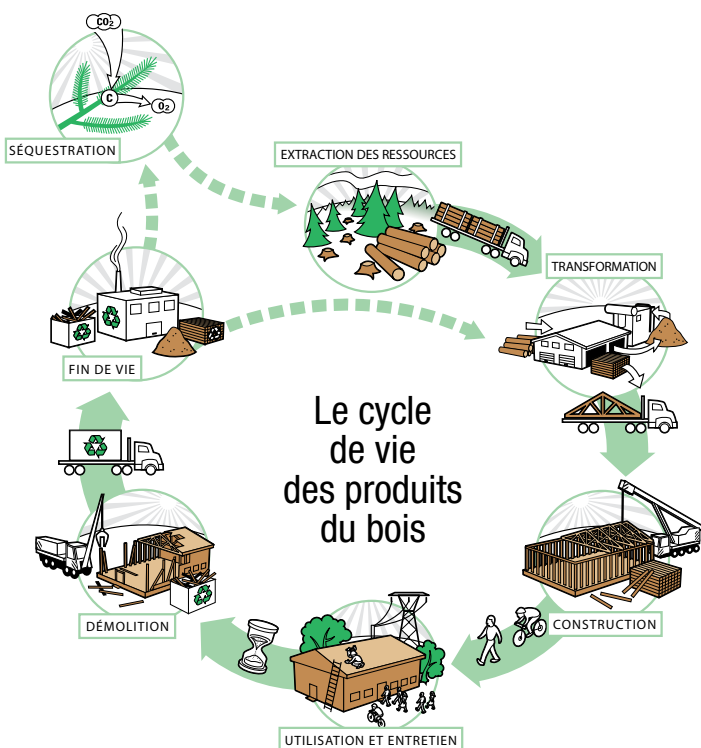 CO2
C
O2
SÉQUESTRATION
EXTRACTION DES RESSOURCES
TRANSFORMATION
FIN DE VIE
Le cycle
de vie
des produits
du bois
DÉMOLITION
CONSTRUCTION
UTILISATION ET ENTRETIEN